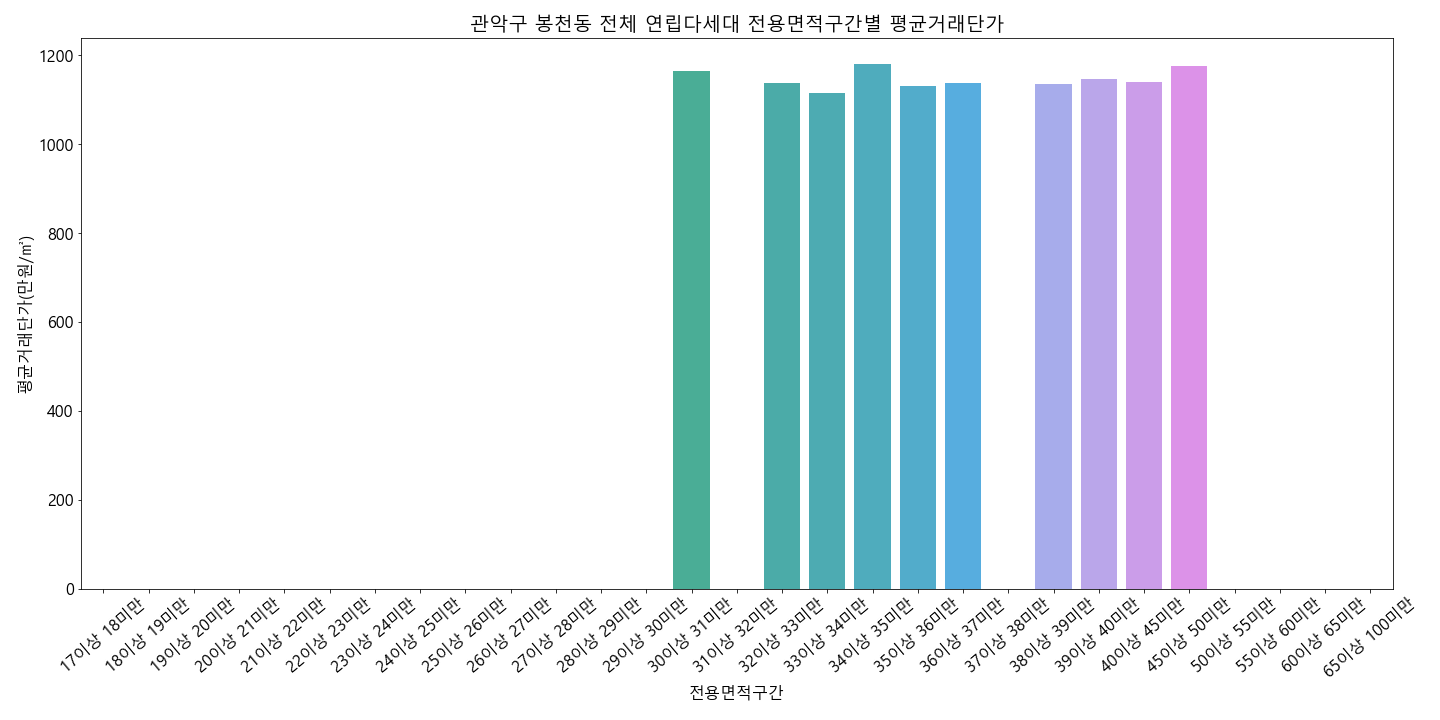 관악구 봉천동 전체 연립다세대 전용면적구간별 평균거래단가
평균거래단가(만원/㎡)
1200
1000
800
600
400
200
0
17이상 18미만
18이상 19미만
19이상 20미만
20이상 21미만
21이상 22미만
22이상 23미만
23이상 24미만
24이상 25미만
25이상 26미만
26이상 27미만
27이상 28미만
28이상 29미만
29이상 30미만
30이상 31미만
31이상 32미만
32이상 33미만
33이상 34미만
34이상 35미만
35이상 36미만
36이상 37미만
37이상 38미만
38이상 39미만
39이상 40미만
40이상 45미만
45이상 50미만
50이상 55미만
55이상 60미만
60이상 65미만
65이상 100미만
전용면적구간